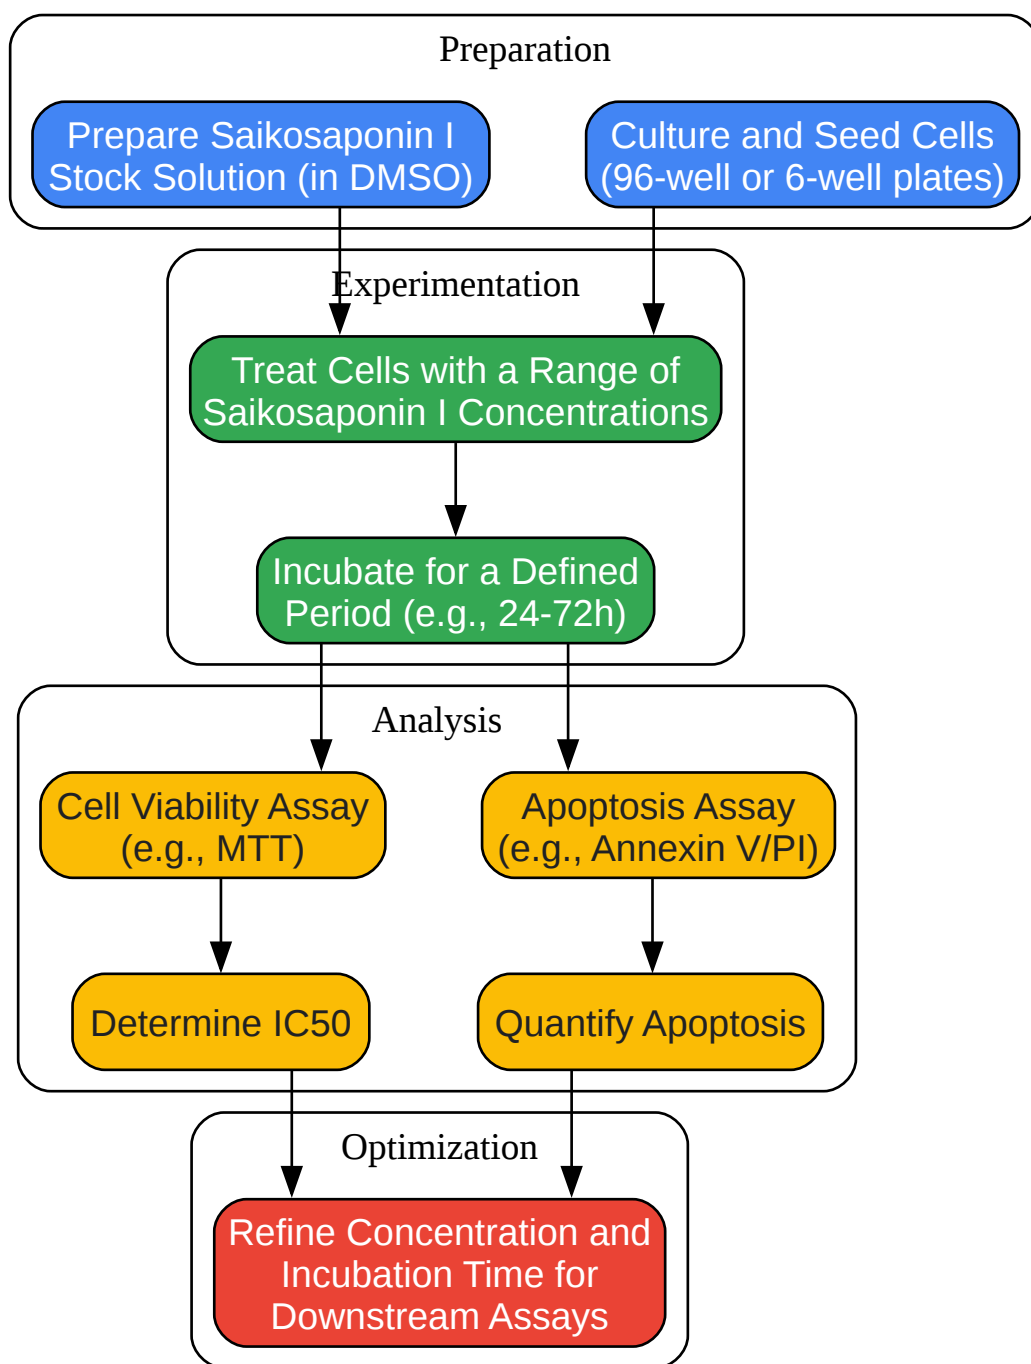 Preparation
Prepare Saikosaponin I
Stock Solution (in DMSO)
Culture and Seed Cells
(96-well or 6-well plates)
Experimentation
Treat Cells with a Range of
Saikosaponin I Concentrations
Incubate for a Defined
Period (e.g., 24-72h)
Analysis
Cell Viability Assay
(e.g., MTT)
Apoptosis Assay
(e.g., Annexin V/PI)
Determine IC50
Quantify Apoptosis
Optimization
Refine Concentration and
Incubation Time for
Downstream Assays